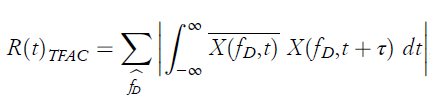 $R(t)_{TFAC} = \sum_{\widehat{f_D}} \left| \int_{-\infty}^{\infty} \overline{X(f_D,t)} \; X(f_D,t+\tau) \; dt \right|$